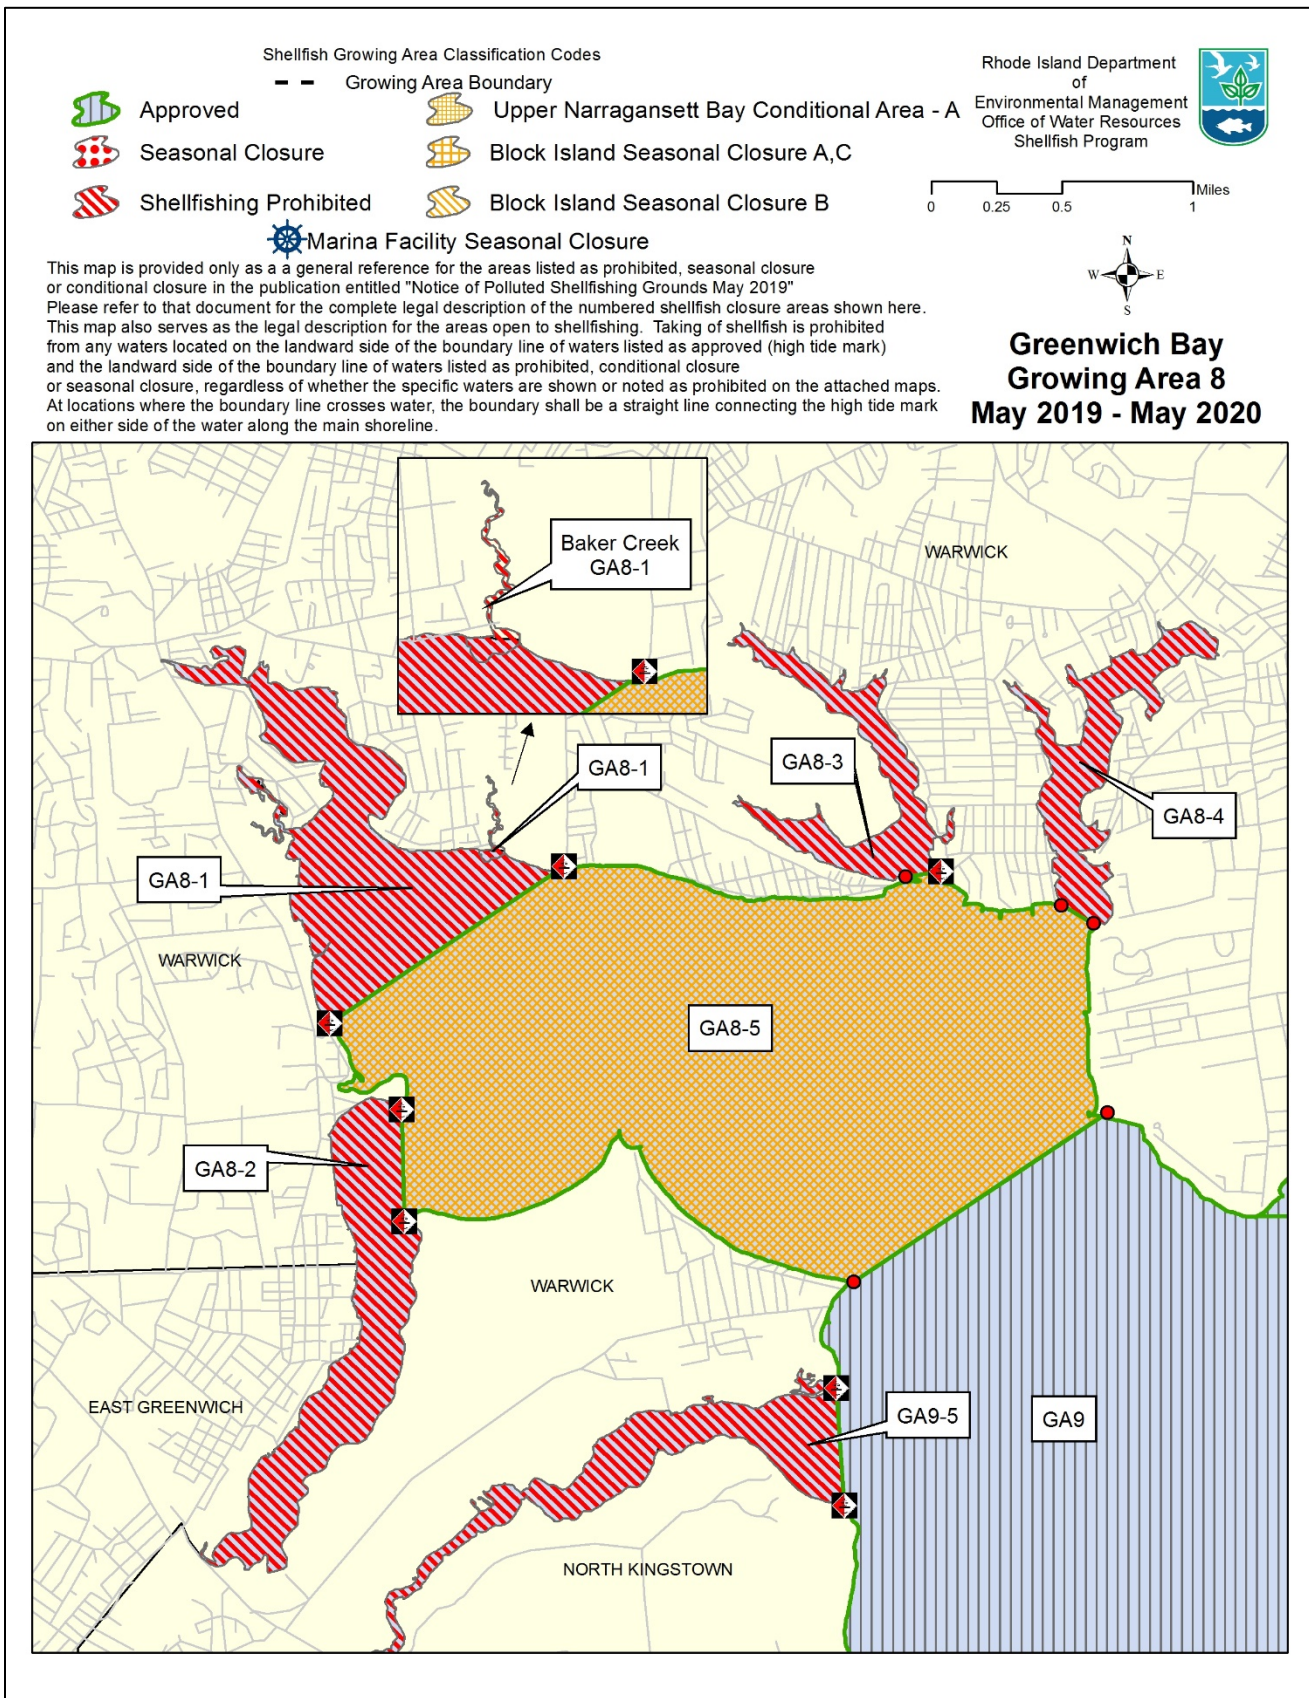 Shellfish Growing Area Classification Codes
Growing Area Boundary
Approved
Upper Narragansett Bay Conditional Area - A
Seasonal Closure
Block Island Seasonal Closure A,C
Shellfishing Prohibited
Block Island Seasonal Closure B
Marina Facility Seasonal Closure
Rhode Island Department
of
Environmental Management
Office of Water Resources
Shellfish Program
Miles
0 0.25 0.5 1
This map is provided only as a a general reference for the areas listed as prohibited, seasonal closure
or conditional closure in the publication entitled "Notice of Polluted Shellfishing Grounds May 2019"
Please refer to that document for the complete legal description of the numbered shellfish closure areas shown here.
This map also serves as the legal description for the areas open to shellfishing. Taking of shellfish is prohibited
from any waters located on the landward side of the boundary line of waters listed as approved (high tide mark)
and the landward side of the boundary line of waters listed as prohibited, conditional closure
or seasonal closure, regardless of whether the specific waters are shown or noted as prohibited on the attached maps.
At locations where the boundary line crosses water, the boundary shall be a straight line connecting the high tide mark
on either side of the water along the main shoreline.
N
W E
S
Greenwich Bay
Growing Area 8
May 2019 - May 2020
Baker Creek
GA8-1
WARWICK
GA8-1
GA8-3
GA8-4
GA8-1
WARWICK
GA8-5
GA8-2
WARWICK
EAST GREENWICH
GA9-5
GA9
NORTH KINGSTOWN